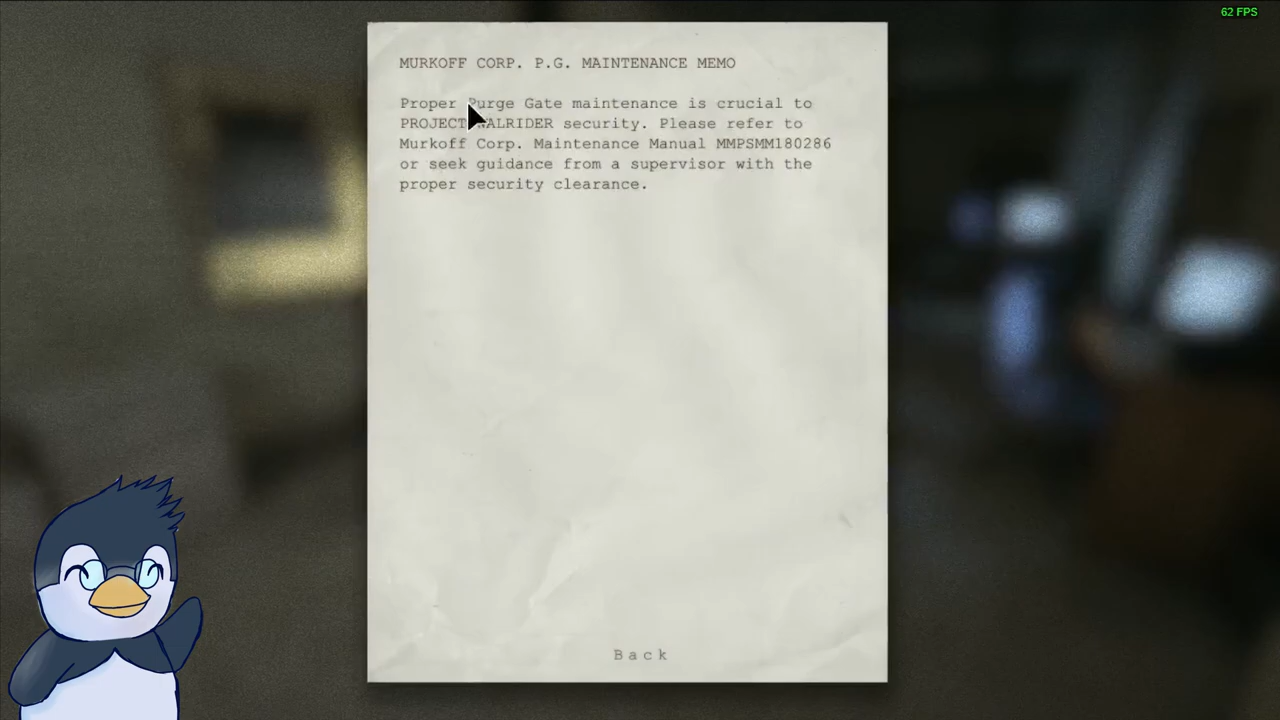 62 FPS
MURKOFF CORP. P.G. MAINTENANCE MEMO
Proper Purge Gate maintenance is crucial to
PROJECT WALRIDER security. Please refer to
Murkoff Corp. Maintenance Manual MMPSMM180286
or seek guidance from a supervisor with the
proper security clearance.
Back